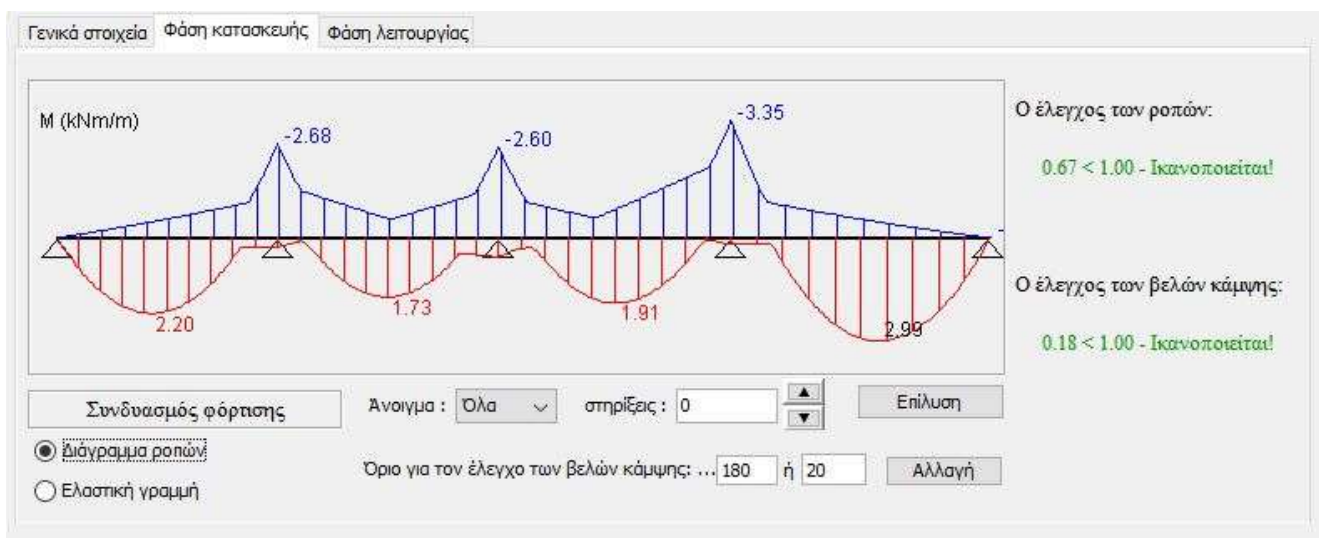 Γενικά στοιχεία Φάση κατασκευής Φάση λειτουργίας
M (kNm/m)
-2.68
-2.60
-3.35
2.20
1.73
1.91
2.99
Ο έλεγχος των ροπών:
0.67 < 1.00 - Ικανοποιείται!
Ο έλεγχος των βελών κάμψης:
0.18 < 1.00 - Ικανοποιείται!
Συνδυασμός φόρτισης Άνοιγμα : Όλα στηρίξεις : 0 Επίλυση
Διάγραμμα ροπών
Όριο για τον έλεγχο των βελών κάμψης: ... 180 ή 20 Αλλαγή
Ελαστική γραμμή